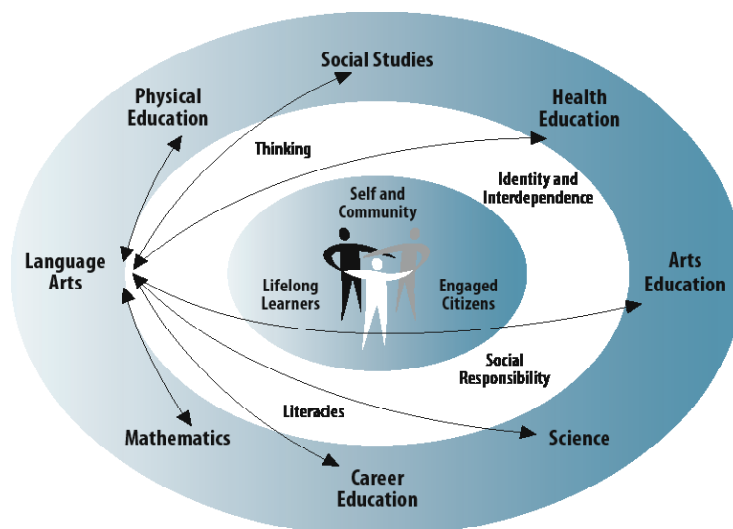 Social Studies
Physical
Education
Health
Education
Thinking
Identity and
Interdependence
Self and
Community
Language
Arts
Lifelong
Learners
Engaged
Citizens
Arts
Education
Social
Responsibility
Literacies
Mathematics
Science
Career
Education